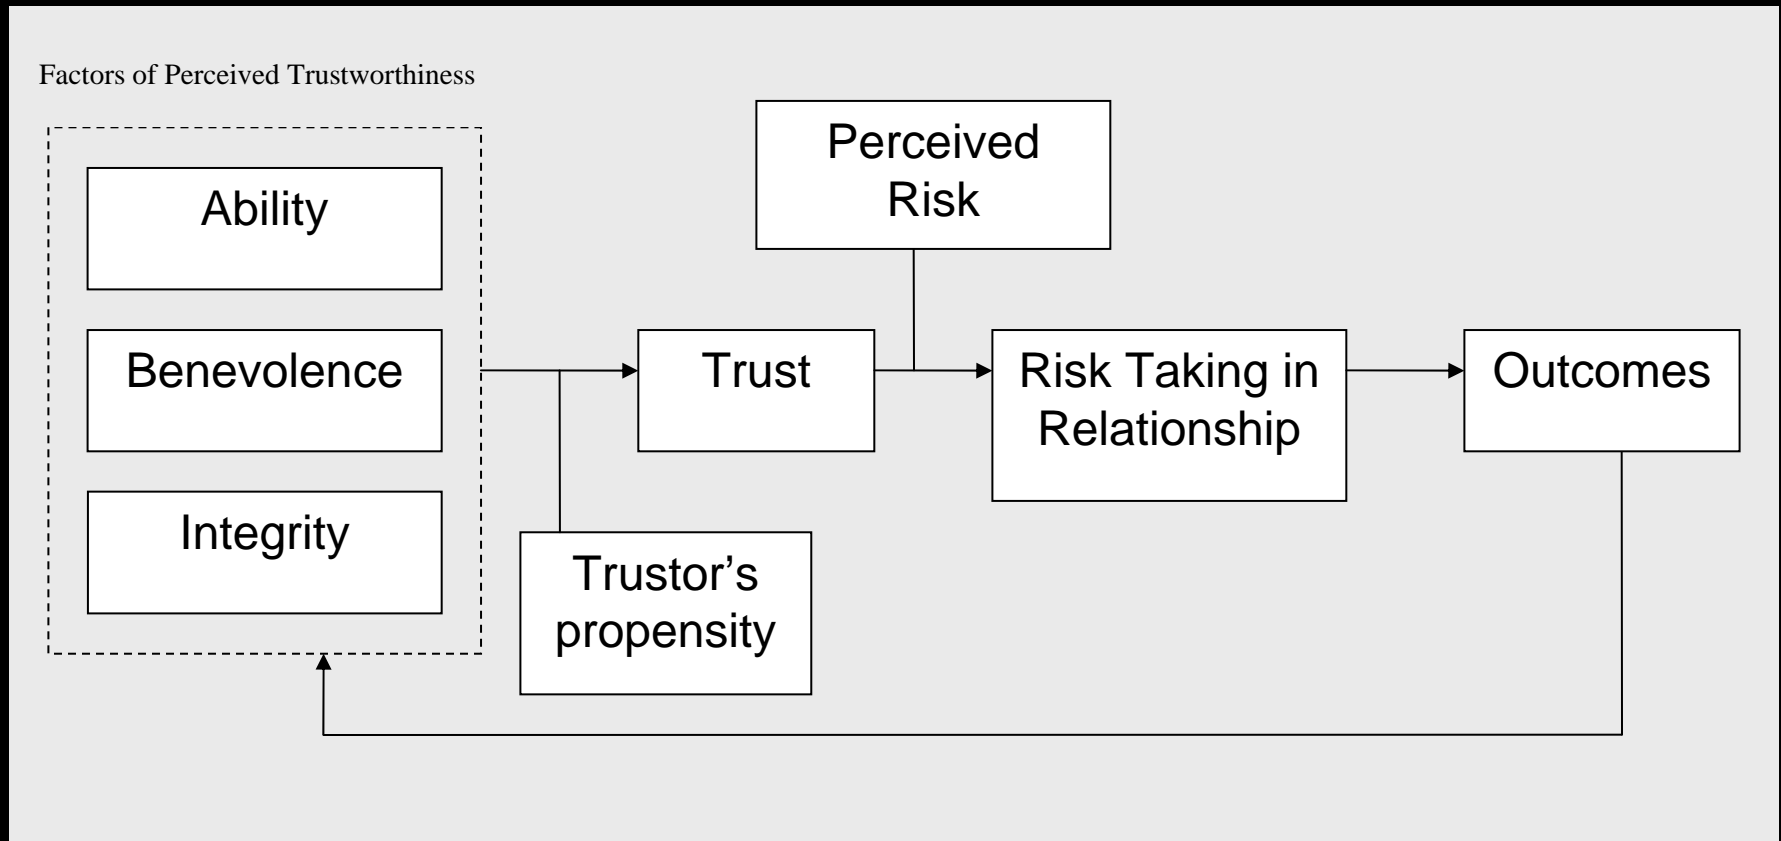 Factors of Perceived Trustworthiness
Perceived
Risk
Ability
Benevolence
Integrity
Trust
Risk Taking in
Relationship
Outcomes
Trustor’s
propensity